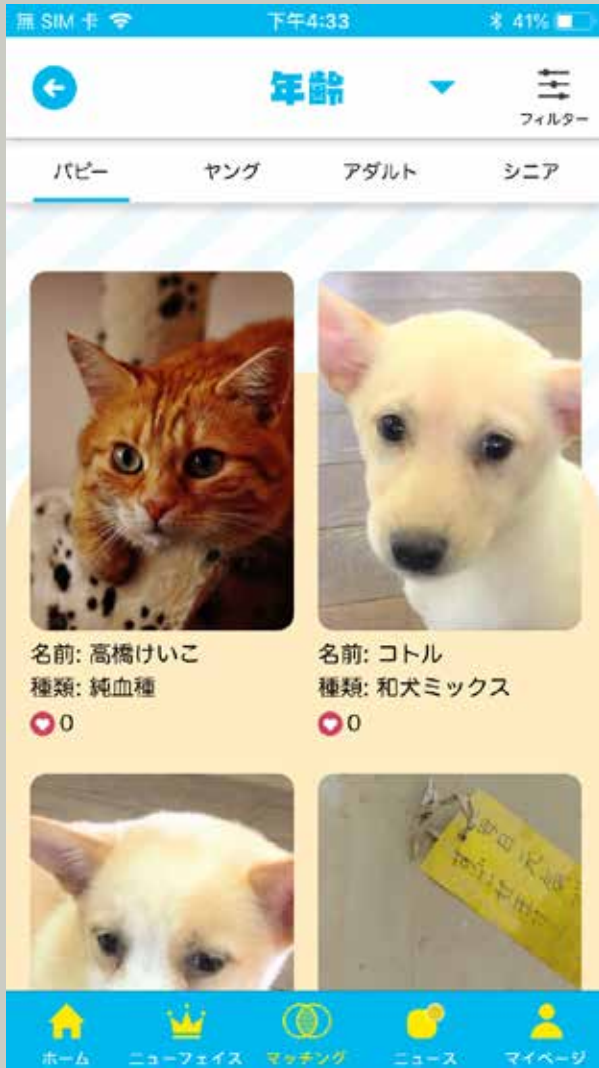 無 SIM 卡
下午4:33
41%
年齢
フィルター
パピー ヤング アダルト シニア
名前: 高橋けいこ
種類: 純血種
0
名前: コトル
種類: 和犬ミックス
0
ホーム ニューフェイス マッチング ニュース マイページ